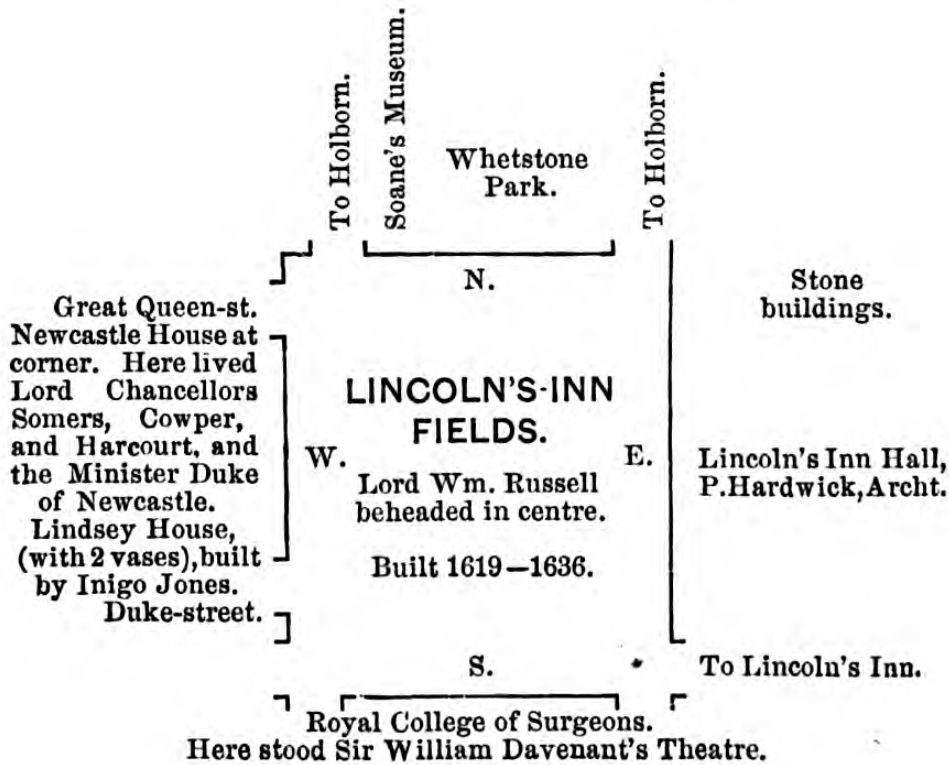 To Holborn.
Soane's Museum.
Whetstone
Park.
To Holborn.
N.
Stone
buildings.
Great Queen-st.
Newcastle House at
corner. Here lived
Lord Chancellors
Somers, Cowper,
and Harcourt, and
the Minister Duke
of Newcastle.
Lindsey House,
(with 2 vases), built
by Inigo Jones.
Duke-street.
W.
LINCOLN'S-INN
FIELDS.
Lord Wm. Russell
beheaded in centre.
Built 1619—1636.
E.
Lincoln's Inn Hall,
P. Hardwick, Archt.
S.
To Lincoln's Inn.
Royal College of Surgeons.
Here stood Sir William Davenant's Theatre.